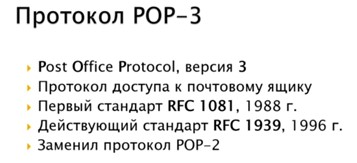 Протокол POP-3
Post Office Protocol, версия 3
Протокол доступа к почтовому ящику
Первый стандарт RFC 1081, 1988 г.
Действующий стандарт RFC 1939, 1996 г.
Заменил протокол POP-2